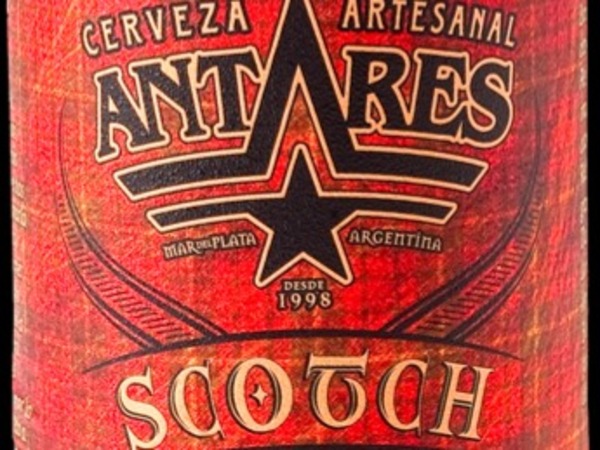 CERVEZA ARTESANAL
ANTARES
MAR DEL PLATA ARGENTINA
DESDE
1998
SCOTCH